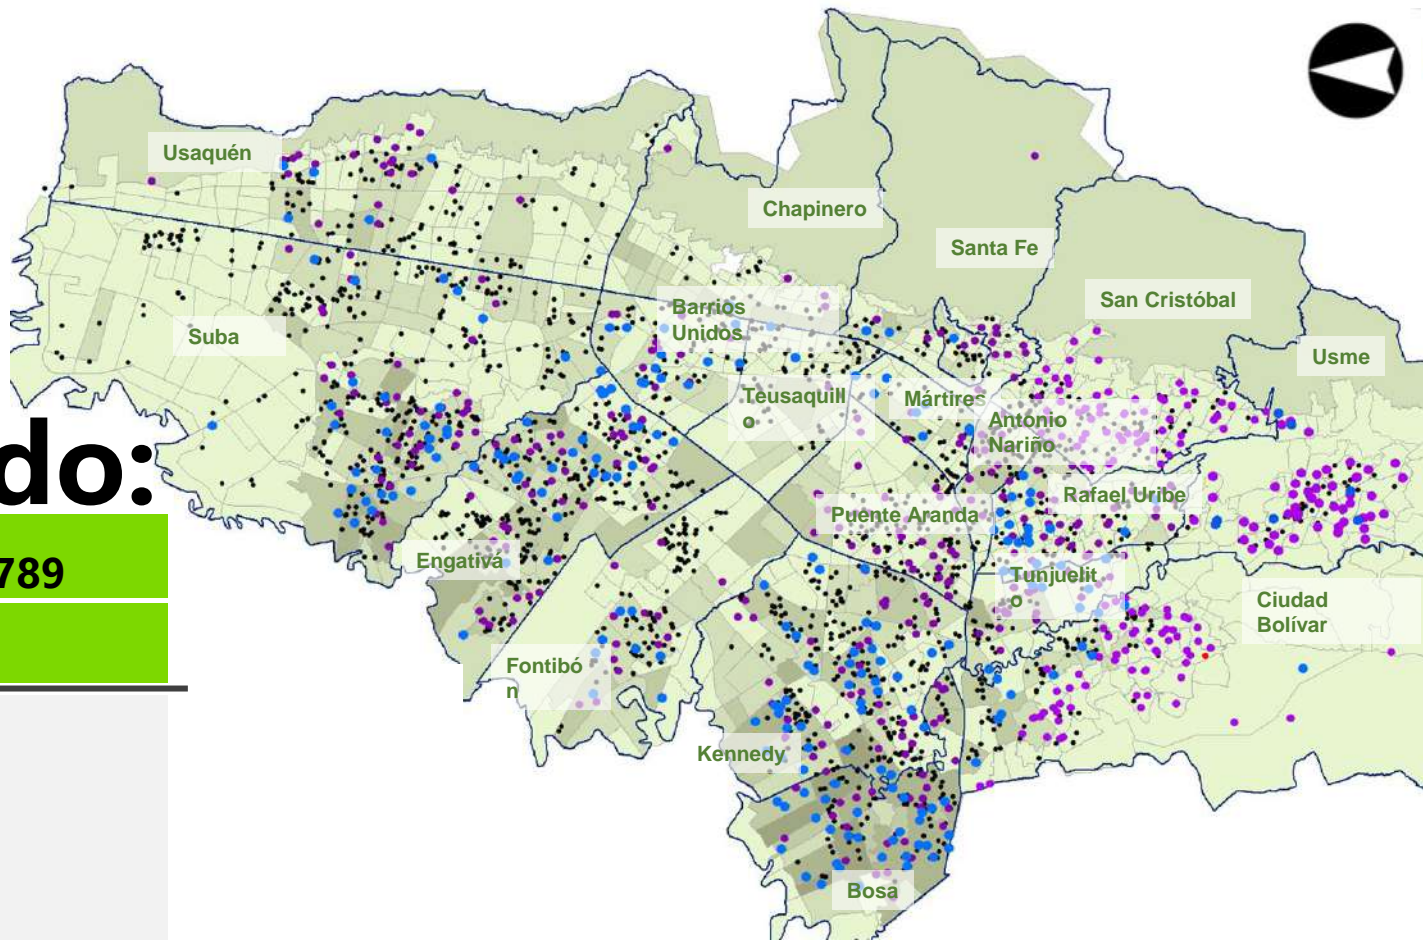 Usaquén
Chapinero
Santa Fe
San Cristóbal
Usme
Suba
Barrios
Unidos
Teusaquill
o
Mártires
Antonio
Nariño
do:
789
Rafael Uribe
Puente Aranda
Engativá
Tunjuelit
o
Ciudad
Bolívar
Fontibó
n
Kennedy
Bosa